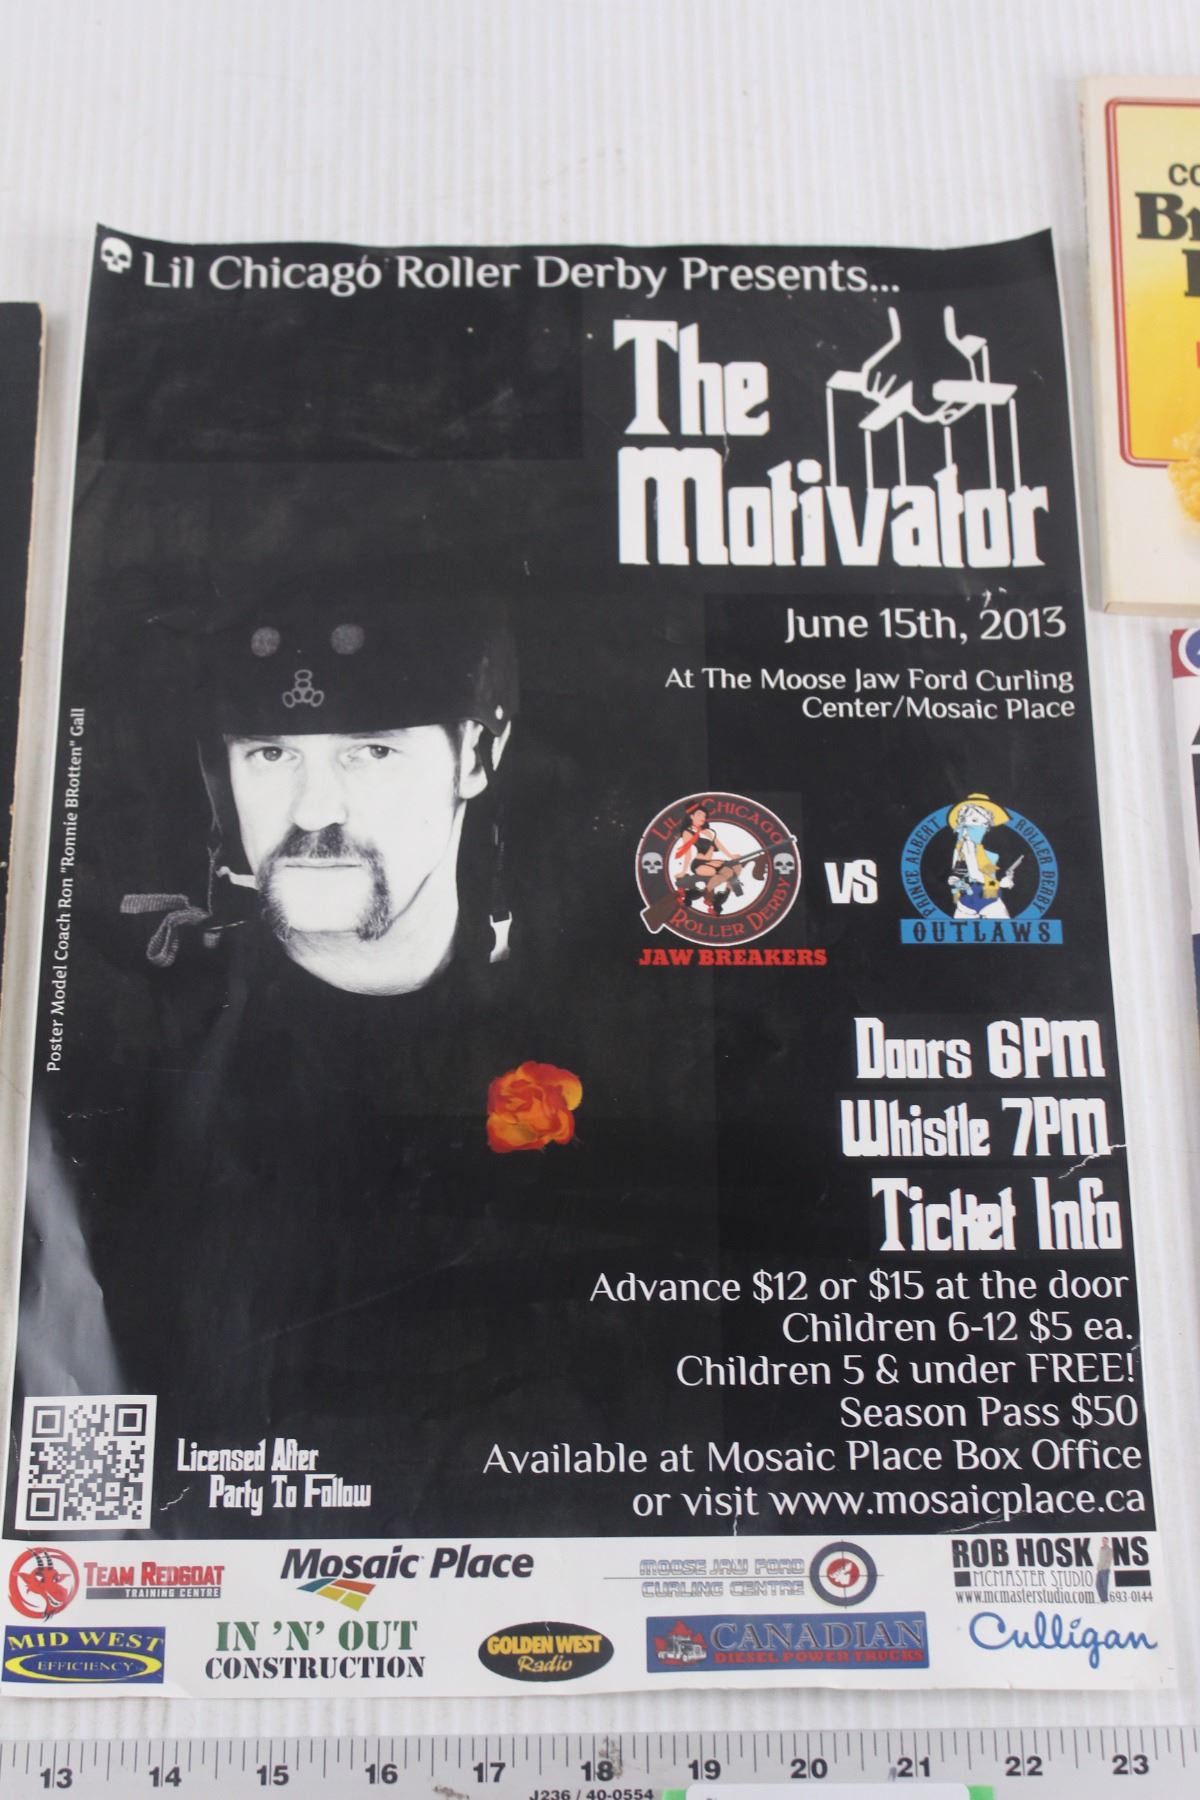 Lil Chicago Roller Derby Presents...
The
Motivator
June 15th, 2013
At The Moose Jaw Ford Curling
Center/Mosaic Place
Poster Model Coach Ron "Ronnie BRotten" Gall
LIL CHICAGO
ROLLER DERBY
JAW BREAKERS
VS
PRINCE ALBERT ROLLER DERBY
OUTLAWS
Doors 6PM
Whistle 7PM
Ticket Info
Advance $12 or $15 at the door
Children 6-12 $5 ea.
Children 5 & under FREE!
Season Pass $50
Available at Mosaic Place Box Office
or visit www.mosaicplace.ca
Licensed After
Party To Follow
TEAM REDGOAT
TRAINING CENTRE
Mosaic Place
MOOSE JAW FORD
CURLING CENTRE
ROB HOSKINS
MCMASTER STUDIO
www.mcmasterstudio.com 693-0144
MID WEST
EFFICIENCY
IN 'N' OUT
CONSTRUCTION
GOLDEN WEST
Radio
CANADIAN
DIESEL POWER TRUCKS
Culligan
13 14 15 16 17 18 19 20 21 22 23
J236 / 40-0554